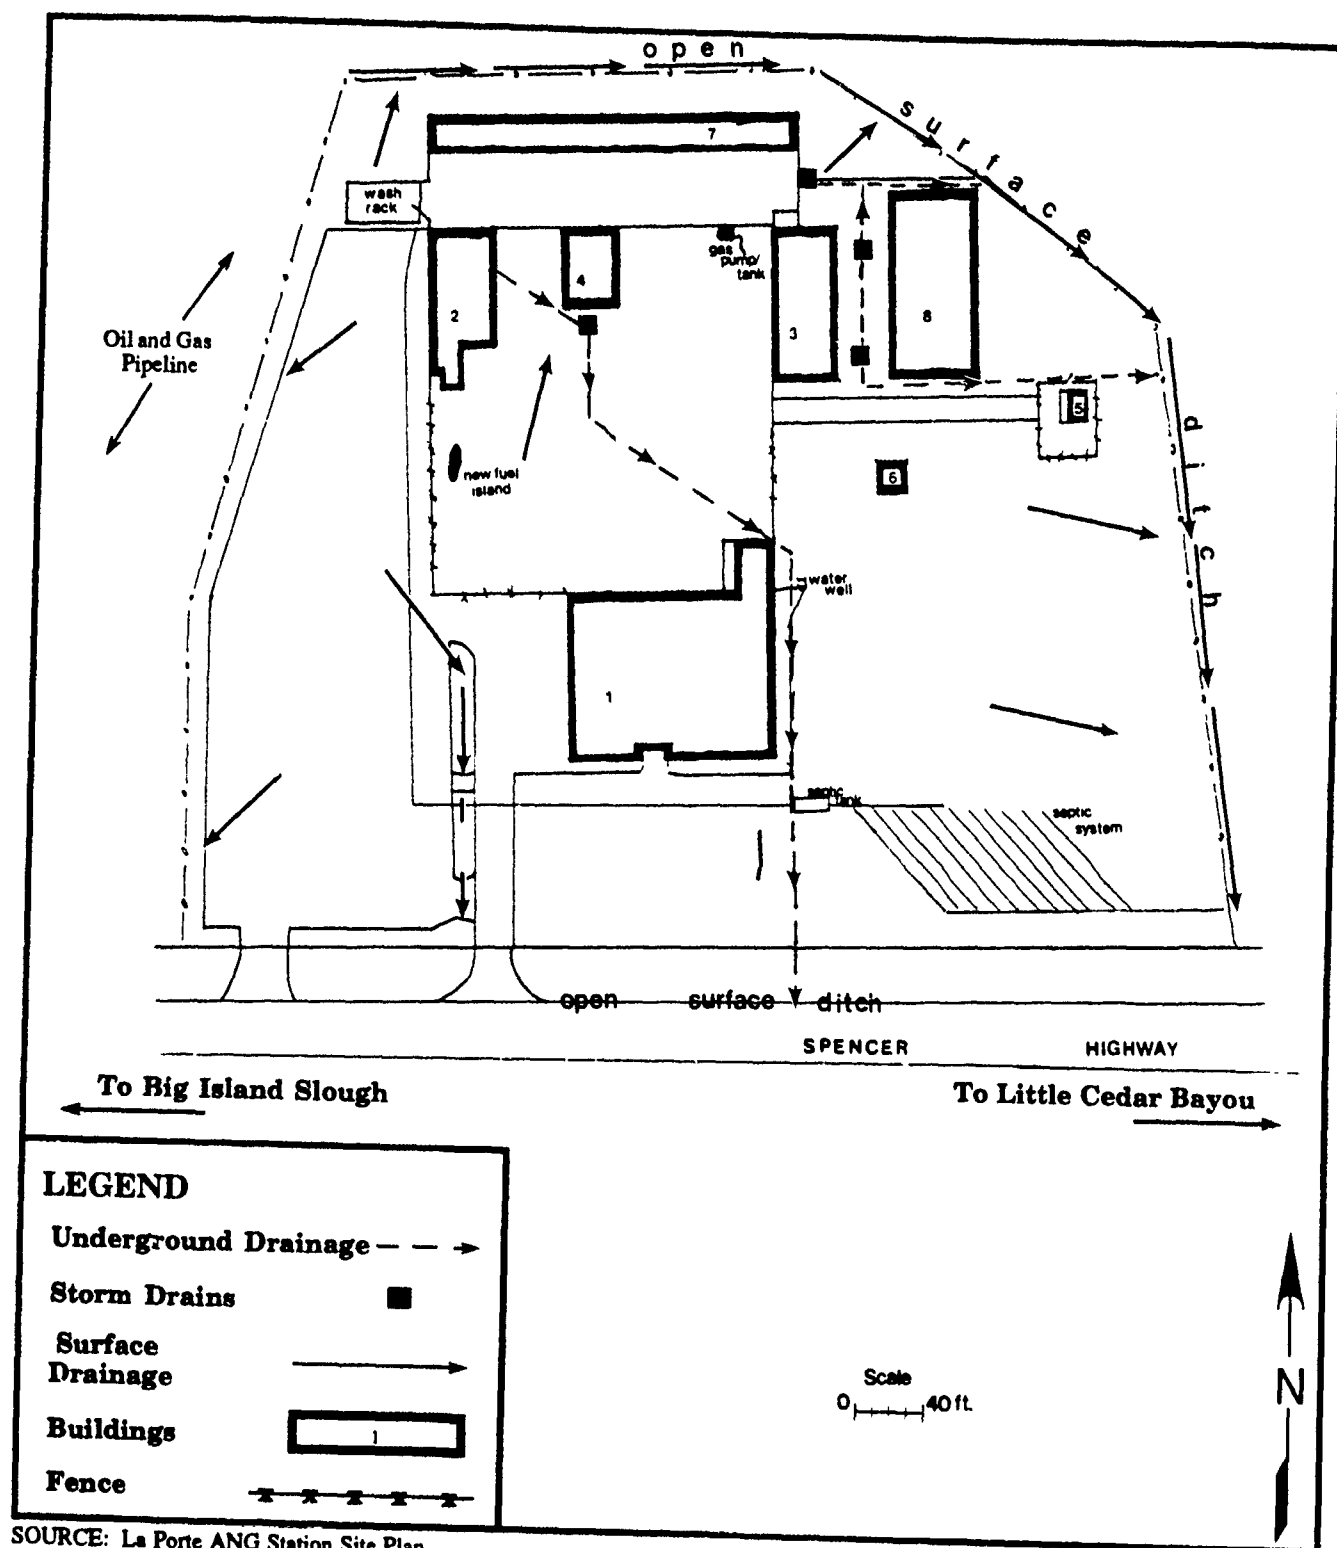 open
surface
7
wash
rack
gas
pump/
tank
4
2
3
8
Oil and Gas
Pipeline
5
ditch
6
new fuel
island
water
well
1
septic
tank
septic
system
open surface ditch
SPENCER HIGHWAY
To Big Island Slough
To Little Cedar Bayou
LEGEND
Underground Drainage
Storm Drains
Surface
Drainage
Buildings
1
Fence
Scale
0 40 ft.
N
SOURCE: La Porte ANG Station Site Plan